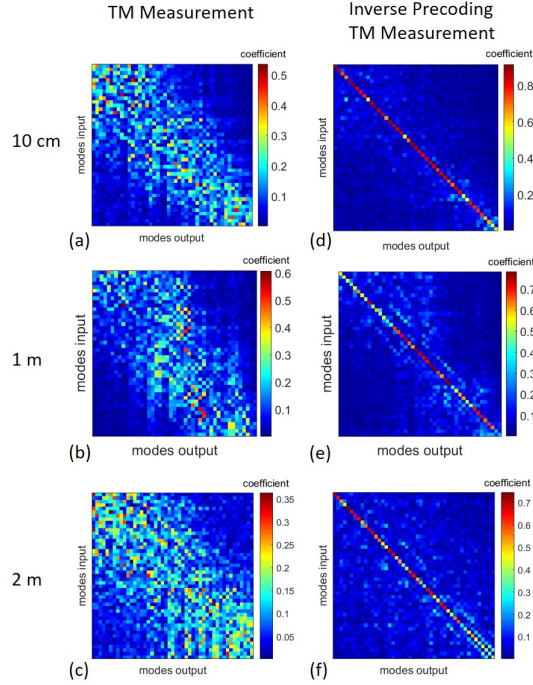 TM Measurement
Inverse Precoding
TM Measurement
10 cm
coefficient
modes input
modes output
0.5
0.4
0.3
0.2
0.1
(a)
coefficient
modes input
modes output
0.8
0.6
0.4
0.2
(d)
1 m
coefficient
modes input
modes output
0.6
0.5
0.4
0.3
0.2
0.1
(b)
coefficient
modes input
modes output
0.7
0.6
0.5
0.4
0.3
0.2
0.1
(e)
2 m
coefficient
modes input
modes output
0.35
0.3
0.25
0.2
0.15
0.1
0.05
(c)
coefficient
modes input
modes output
0.7
0.6
0.5
0.4
0.3
0.2
0.1
(f)